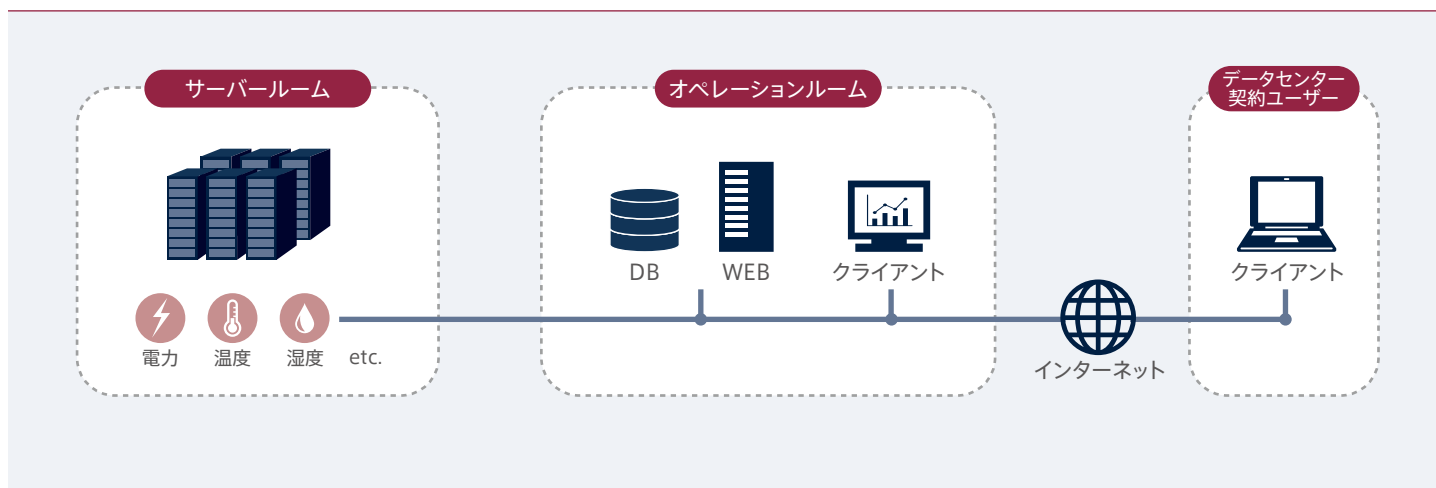 サーバールーム
オペレーションルーム
データセンター
契約ユーザー
DB
WEB
クライアント
クライアント
電力
温度
湿度
etc.
インターネット